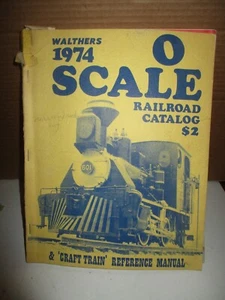 WALTHERS
1974
O
SCALE
RAILROAD
CATALOG
$2
& 'CRAFT TRAIN' REFERENCE MANUAL